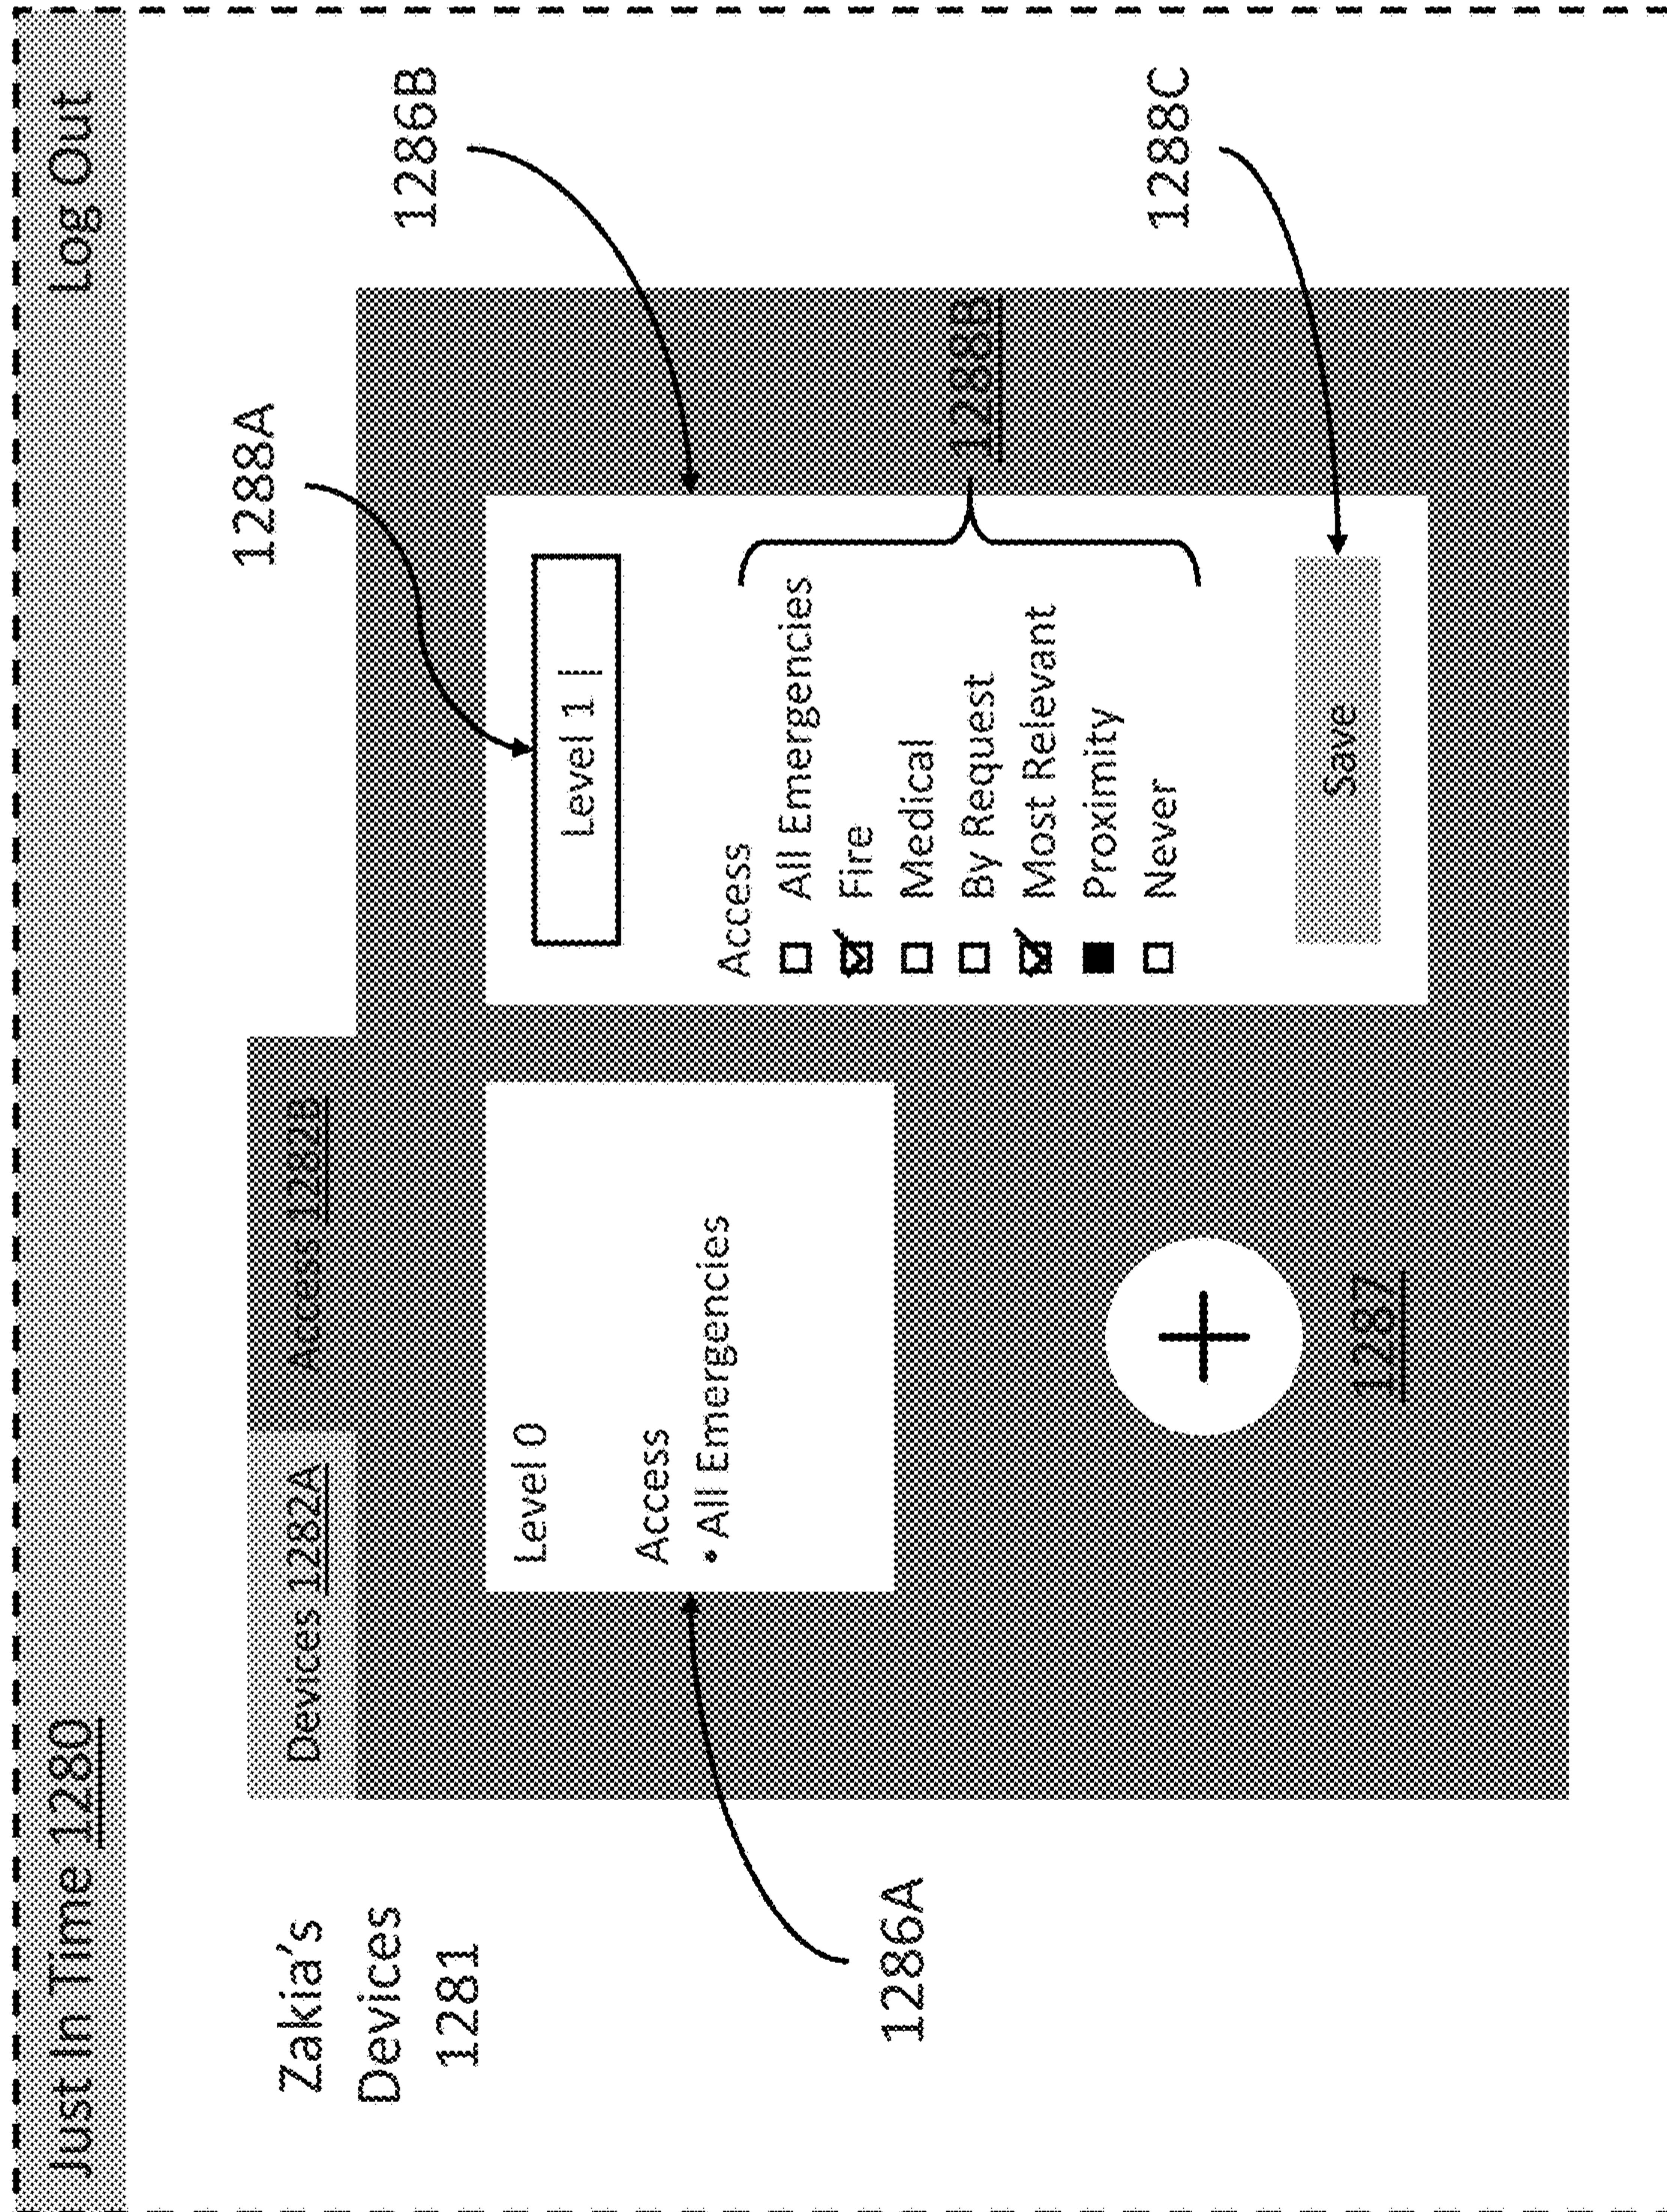 Just In Time 1280 Log Out
Zakia's
Devices
1281
Devices 1282A Access 1282B
1288A
1286B
Level 0
Access
• All Emergencies
1286A
1287
Level 1 |
Access
All Emergencies
Fire
Medical
By Request
Most Relevant
Proximity
Never
1288B
Save
1288C